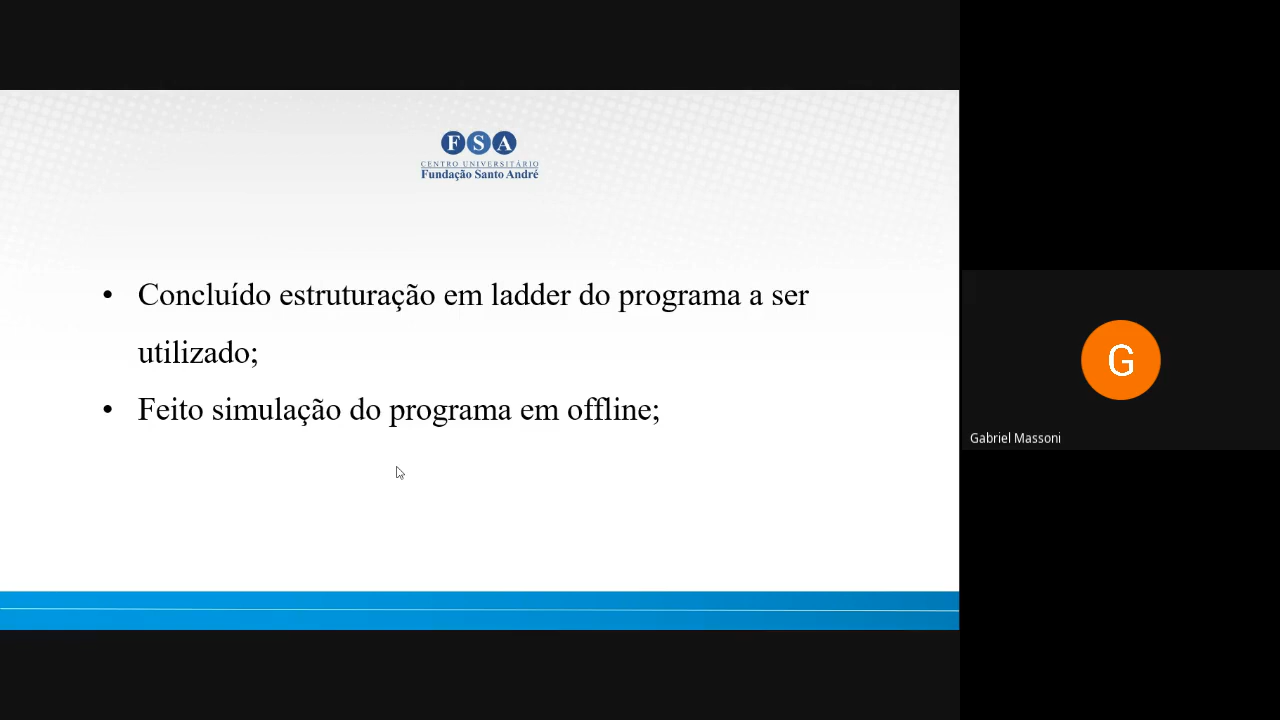 F S A
CENTRO UNIVERSITÁRIO
Fundação Santo André
• Concluído estruturação em ladder do programa a ser
utilizado;
• Feito simulação do programa em offline;
G
Gabriel Massoni